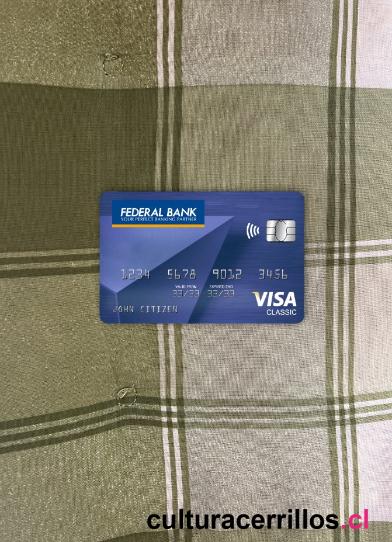 FEDERAL BANK
YOUR PERFECT BANKING PARTNER
1234 5678 9012 3456
VALID FROM EXPIRES END
33/33 33/33
JOHN CITIZEN
VISA
CLASSIC
culturacerrillos.cl